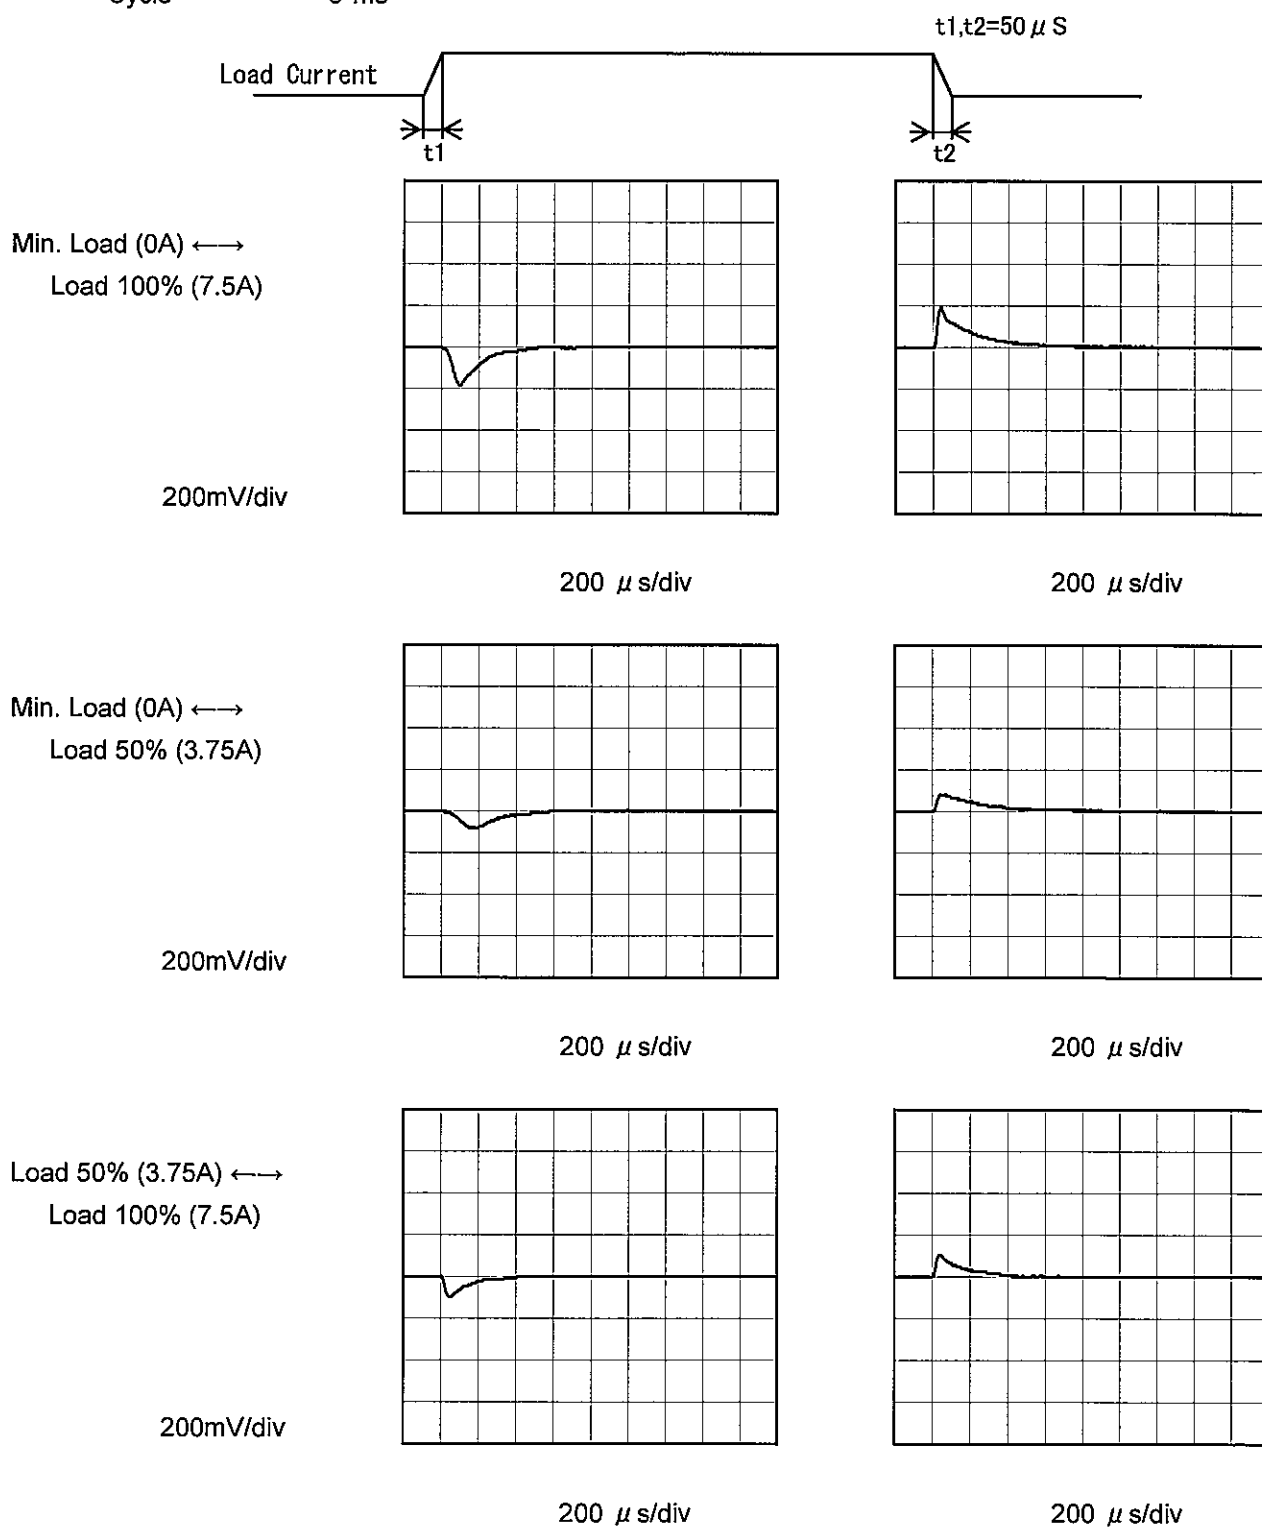 t1,t2=50 μ S
Load Current
t1
t2
Min. Load (0A) ←→
Load 100% (7.5A)
200mV/div
200 μ s/div
200 μ s/div
Min. Load (0A) ←→
Load 50% (3.75A)
200mV/div
200 μ s/div
200 μ s/div
Load 50% (3.75A) ←→
Load 100% (7.5A)
200mV/div
200 μ s/div
200 μ s/div